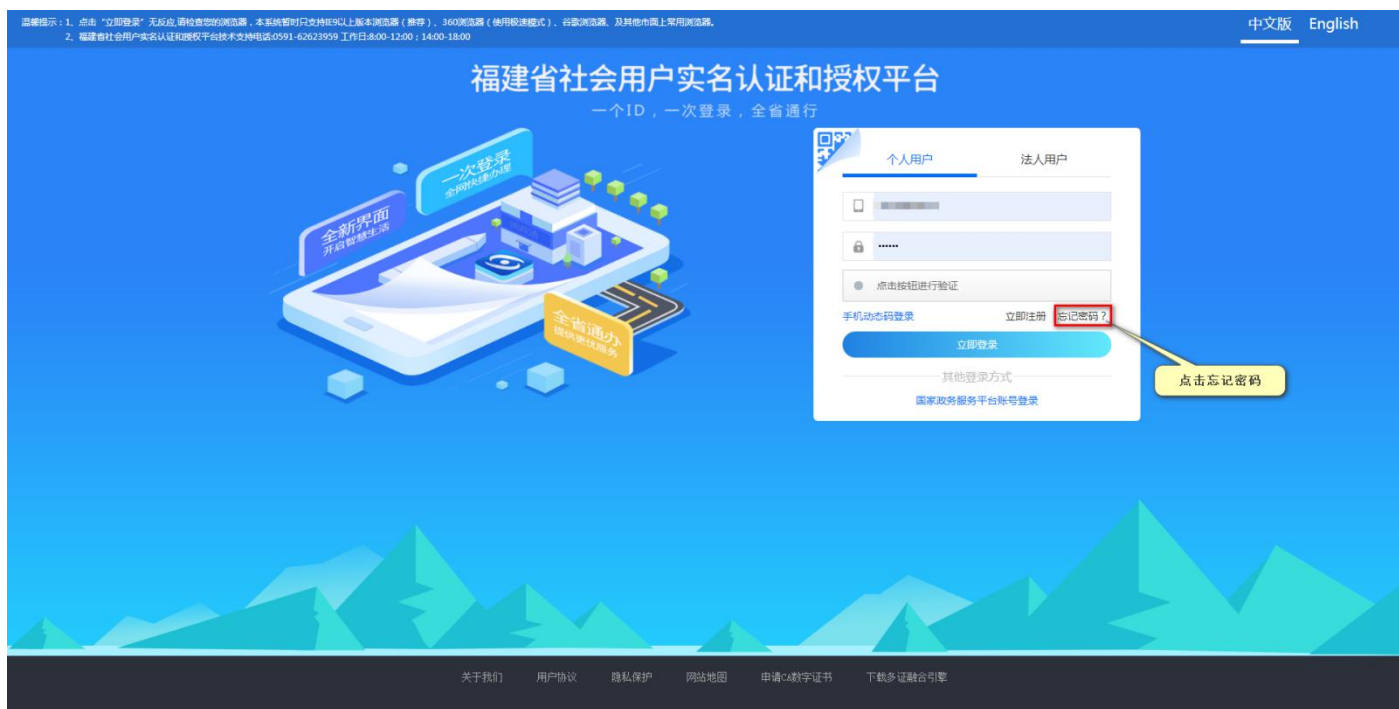 温馨提示：1、点击 "立即登录" 无反应,请检查您的浏览器，本系统暂时只支持IE9以上版本浏览器（推荐）、360浏览器（使用极速模式）、谷歌浏览器、及其他市面上常用浏览器。
2、福建省社会用户实名认证和授权平台技术支持电话:0591-62623959 工作日:8:00-12:00；14:00-18:00
中文版 English
福建省社会用户实名认证和授权平台
一个ID，一次登录，全省通行
一次登录
全网快捷办理
全新界面
开启智慧生活
全省通办
提供更优服务
个人用户 法人用户
••••••
点击按钮进行验证
手机动态码登录 立即注册 忘记密码？
立即登录
点击忘记密码
其他登录方式
国家政务服务平台账号登录
关于我们 用户协议 隐私保护 网站地图 申请CA数字证书 下载多证融合引擎